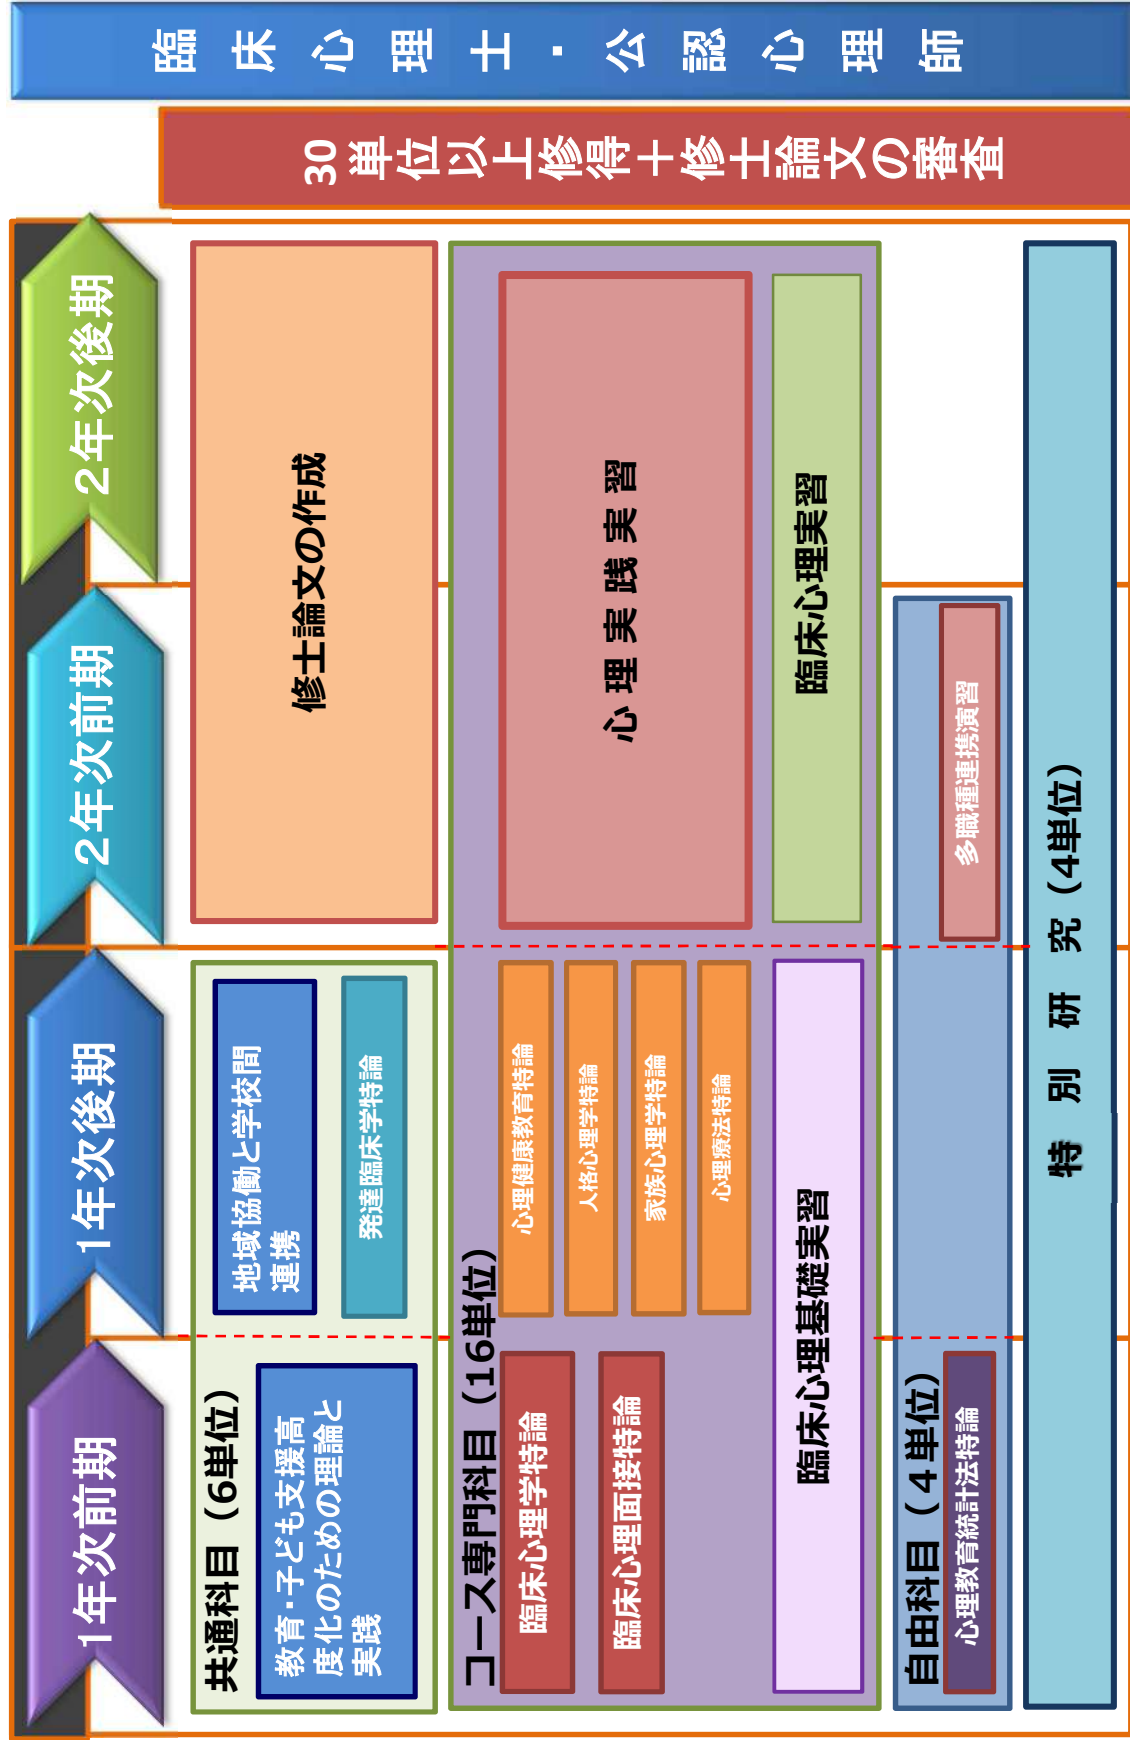 1年次前期
1年次後期
2年次前期
2年次後期
共通科目（6単位）
教育・子ども支援高
度化のための理論と
実践
地域協働と学校間
連携
発達臨床学特論
修士論文の作成
コース専門科目（16単位）
臨床心理学特論
臨床心理面接特論
心理健康教育特論
人格心理学特論
家族心理学特論
心理療法特論
心理実践実習
臨床心理基礎実習
臨床心理実習
自由科目（４単位）
心理教育統計法特論
多職種連携演習
特別研究（4単位）
30単位以上修得＋修士論文の審査
臨床心理士・公認心理師